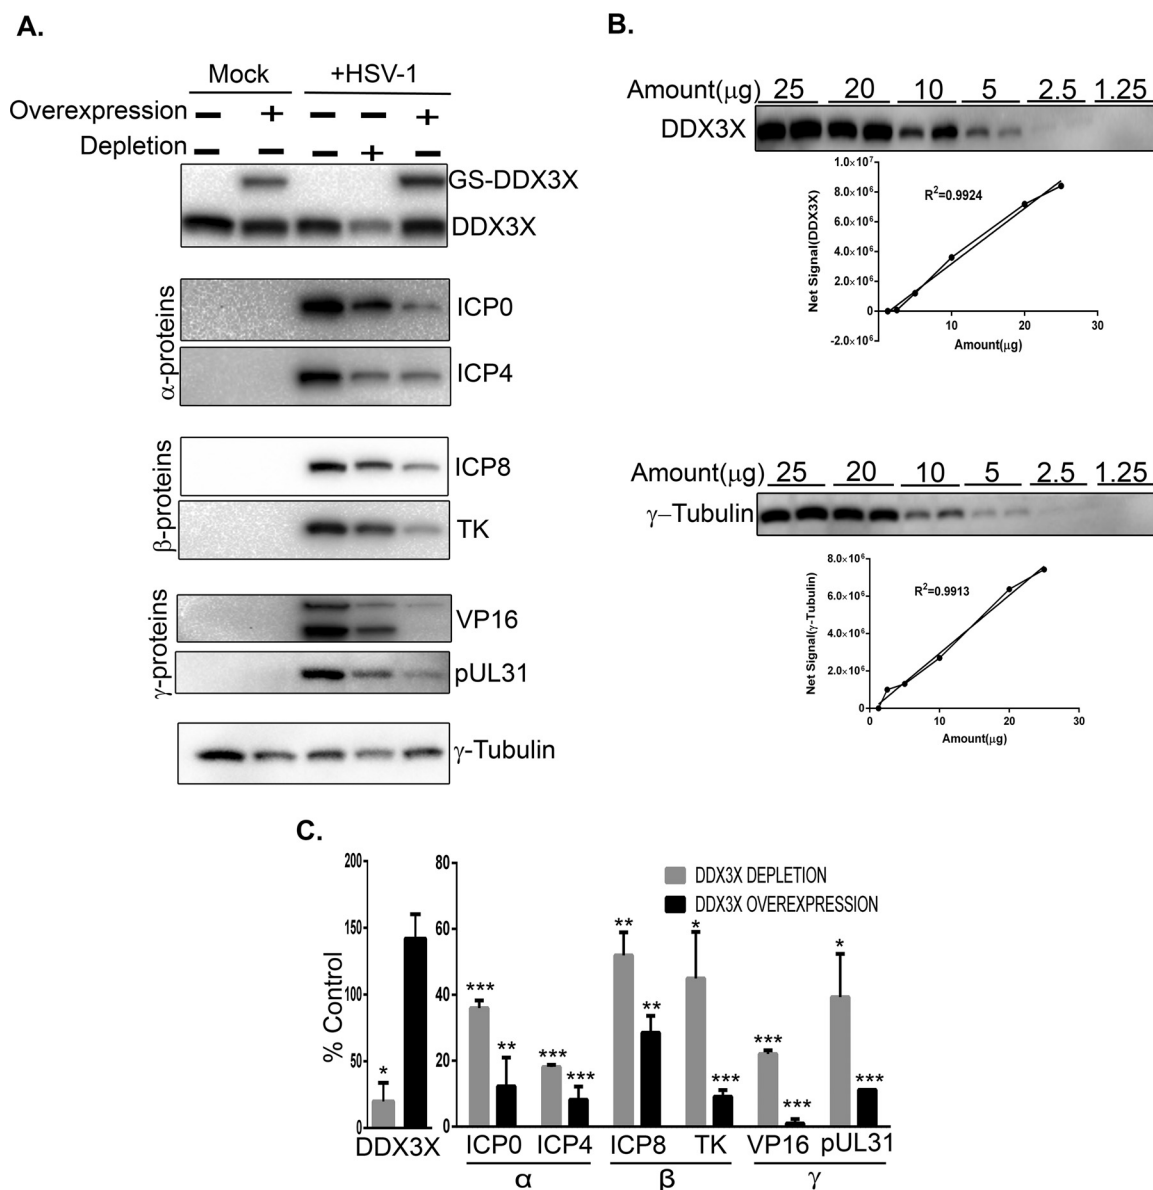 A.
Mock +HSV-1
Overexpression − + − − +
Depletion − − − + −
GS-DDX3X
DDX3X
α-proteins
ICP0
ICP4
β-proteins
ICP8
TK
γ-proteins
VP16
pUL31
γ-Tubulin
B.
Amount(μg) 25 20 10 5 2.5 1.25
DDX3X
Net Signal(DDX3X)
1.0×10⁷
8.0×10⁶
6.0×10⁶
4.0×10⁶
2.0×10⁶
0
-2.0×10⁶
R²=0.9924
10 20 30
Amount(μg)
Amount(μg) 25 20 10 5 2.5 1.25
γ–Tubulin
Net Signal(γ-Tubulin)
8.0×10⁶
6.0×10⁶
4.0×10⁶
2.0×10⁶
0
R²=0.9913
0 10 20 30
Amount(μg)
C.
% Control
200
150
100
50
0
80
60
40
20
0
DDX3X DEPLETION
DDX3X OVEREXPRESSION
* *** ** *** *** ** ** * *** *** *** * ***
DDX3X ICP0 ICP4 ICP8 TK VP16 pUL31
α β γ